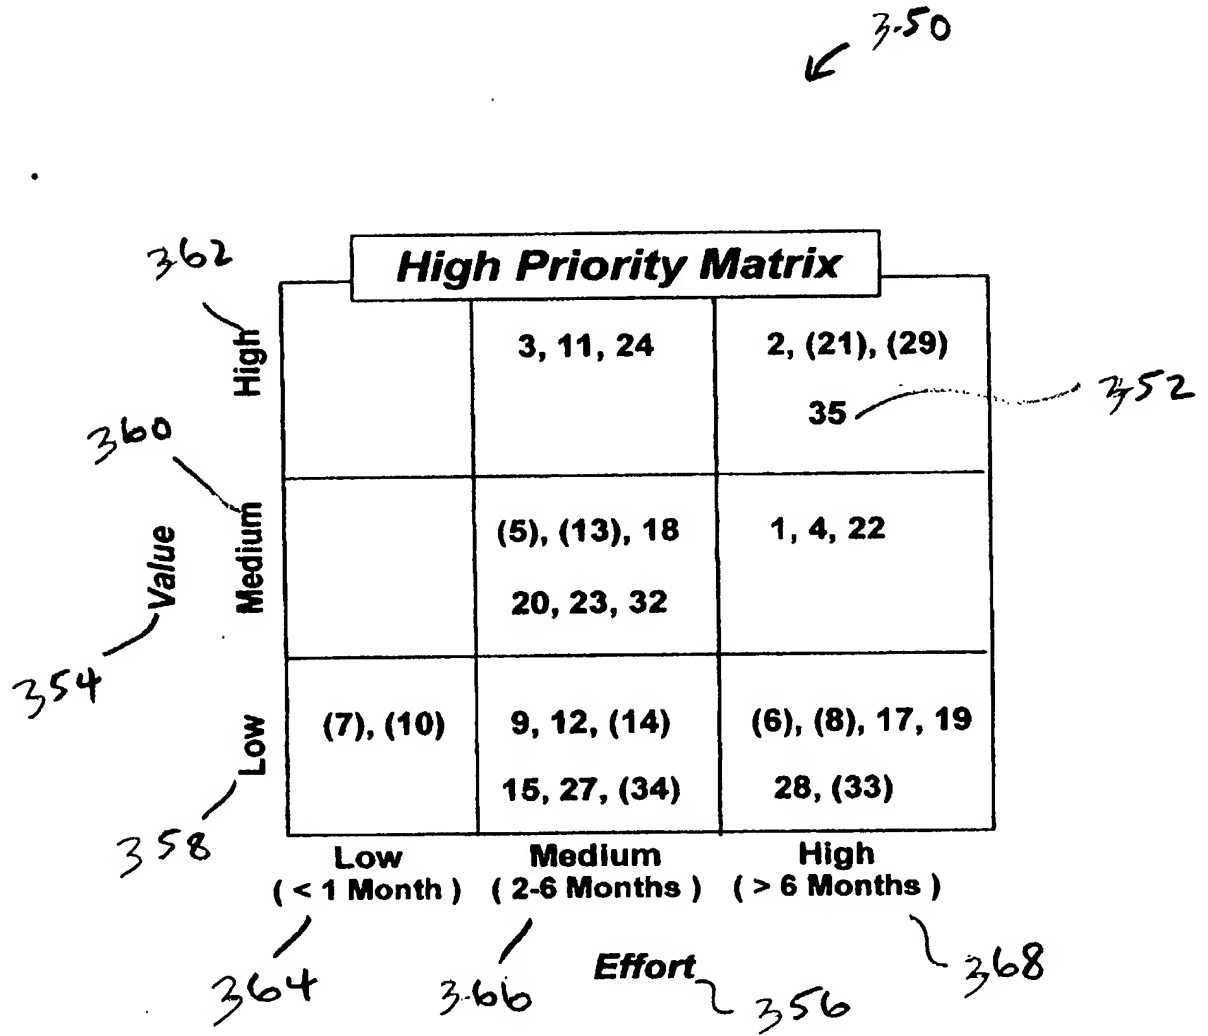 350
High Priority Matrix
362
High
3, 11, 24
2, (21), (29)
35
352
360
Medium
(5), (13), 18
1, 4, 22
20, 23, 32
Value
354
Low
(7), (10)
9, 12, (14)
(6), (8), 17, 19
15, 27, (34)
28, (33)
358
Low
Medium
High
( < 1 Month )
( 2-6 Months )
( > 6 Months )
364
366
Effort
356
368